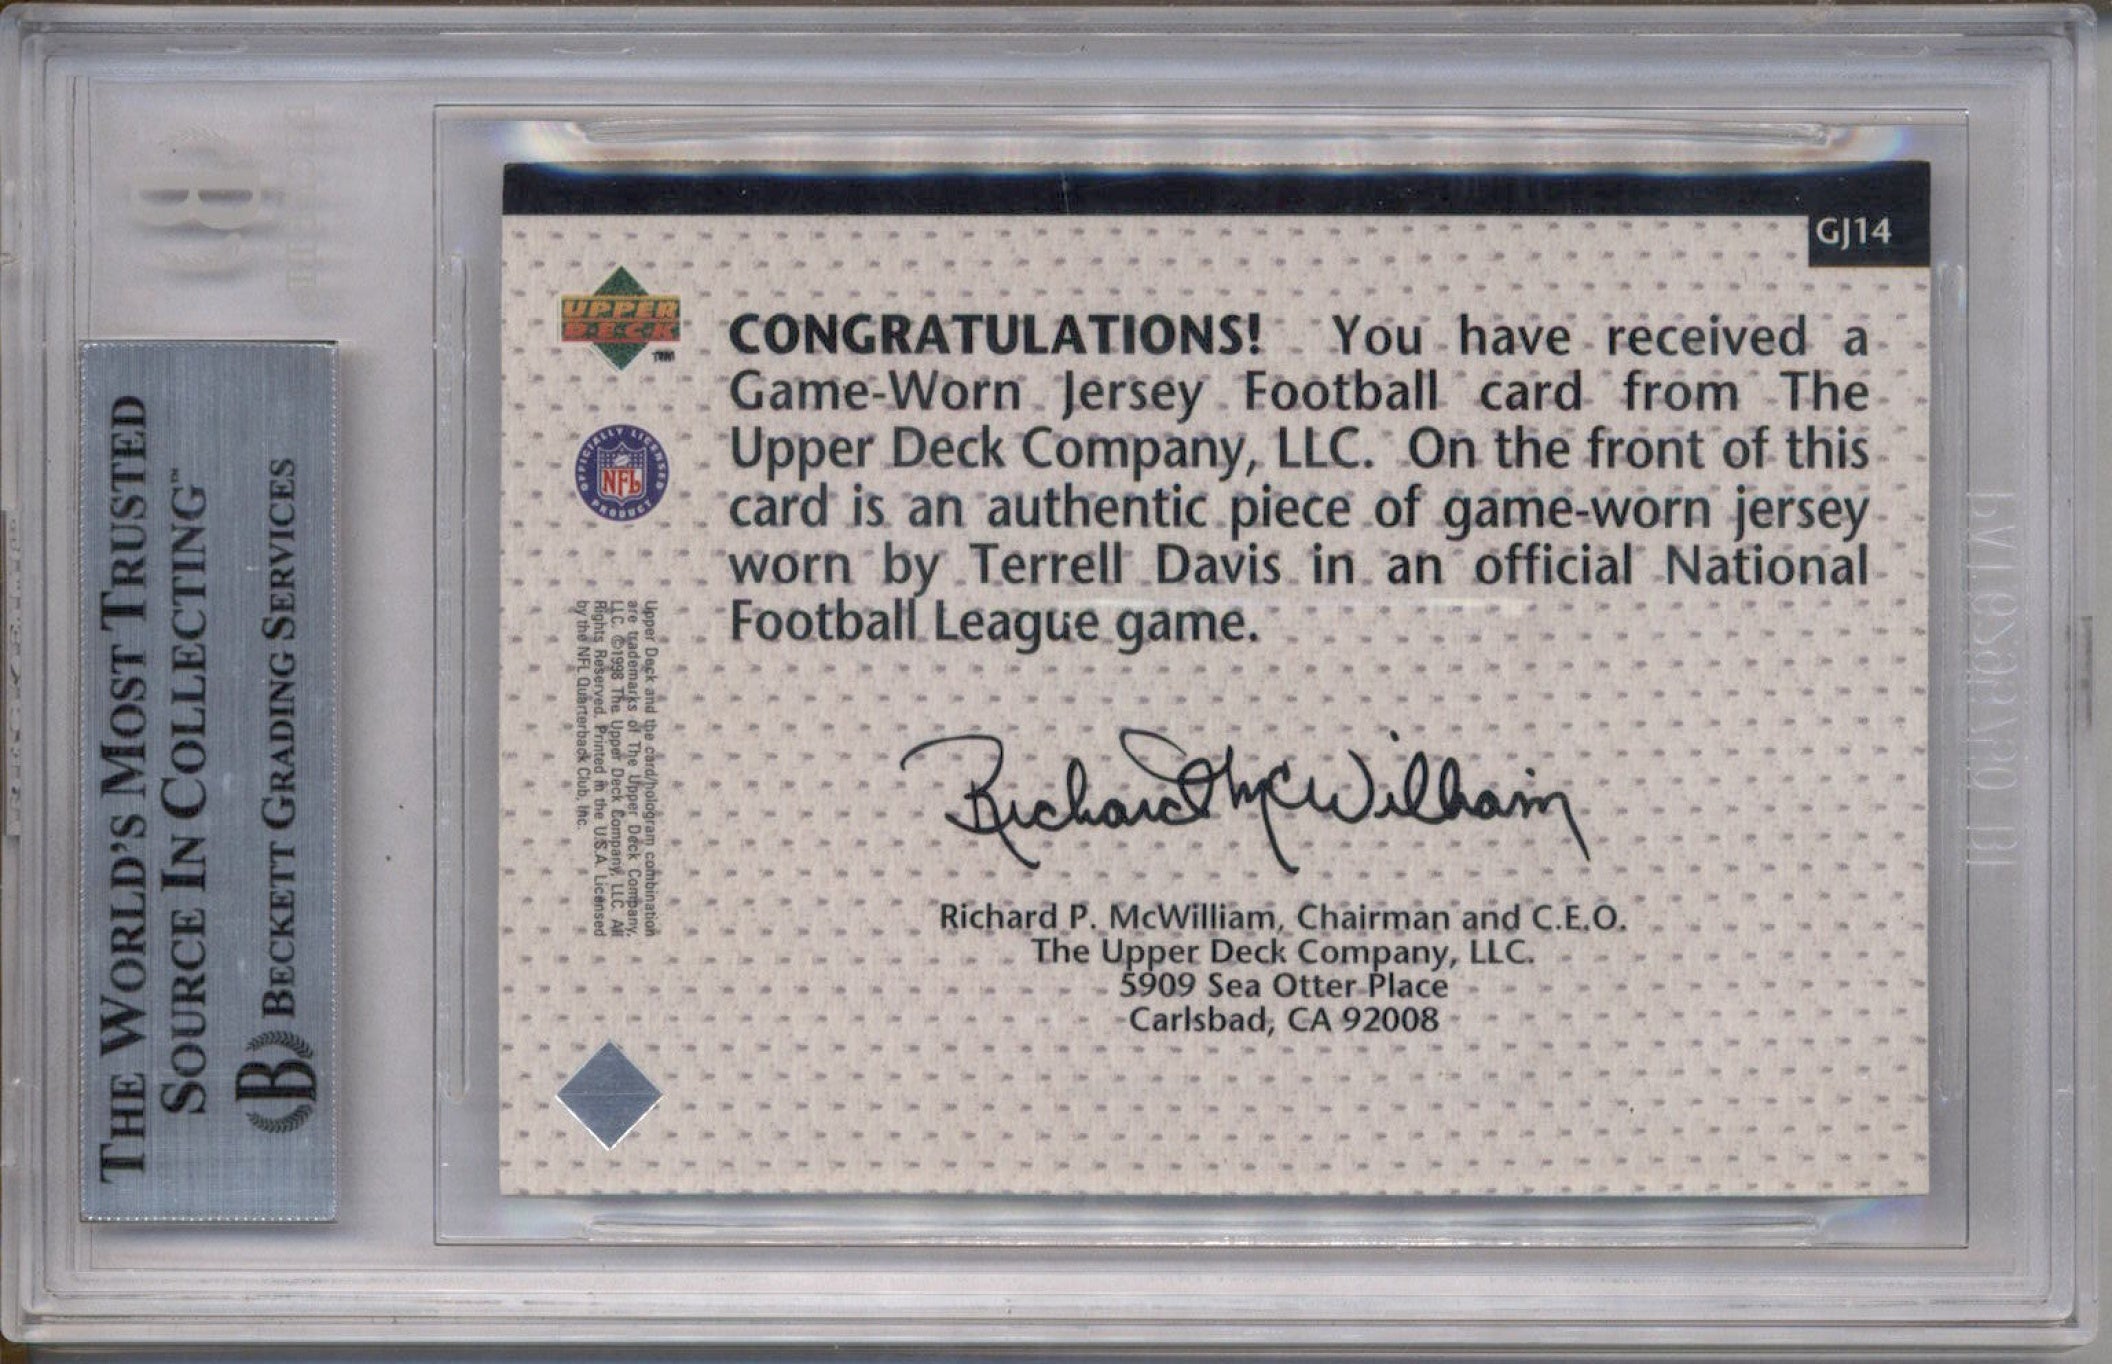 THE WORLD'S MOST TRUSTED
SOURCE IN COLLECTING™
B BECKETT GRADING SERVICES
GJ14
UPPER
DECK
TM
OFFICIALLY LICENSED
NFL
PRODUCT
CONGRATULATIONS! You have received a
Game-Worn Jersey Football card from The
Upper Deck Company, LLC. On the front of this
card is an authentic piece of game-worn jersey
worn by Terrell Davis in an official National
Football League game.
Upper Deck and the card/hologram combination
are trademarks of The Upper Deck Company,
LLC. ©1998 The Upper Deck Company, LLC. All
Rights Reserved. Printed in the U.S.A. Licensed
by the NFL Quarterback Club, Inc.
Richard McWilliam
Richard P. McWilliam, Chairman and C.E.O.
The Upper Deck Company, LLC.
5909 Sea Otter Place
Carlsbad, CA 92008